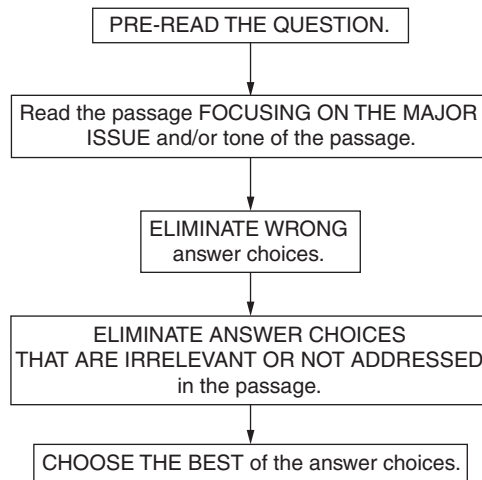 PRE-READ THE QUESTION.
Read the passage FOCUSING ON THE MAJOR
ISSUE and/or tone of the passage.
ELIMINATE WRONG
answer choices.
ELIMINATE ANSWER CHOICES
THAT ARE IRRELEVANT OR NOT ADDRESSED
in the passage.
CHOOSE THE BEST of the answer choices.